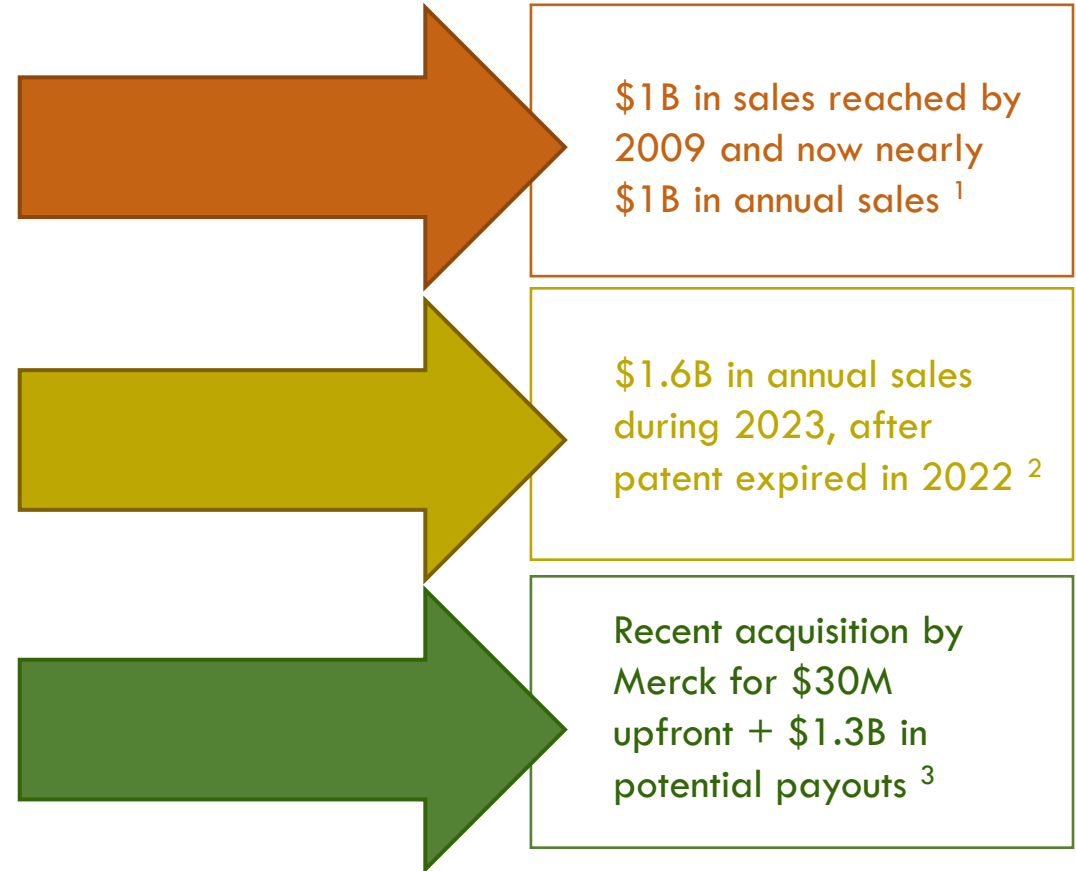 $1B in sales reached by
2009 and now nearly
$1B in annual sales ¹
$1.6B in annual sales
during 2023, after
patent expired in 2022 ²
Recent acquisition by
Merck for $30M
upfront + $1.3B in
potential payouts ³